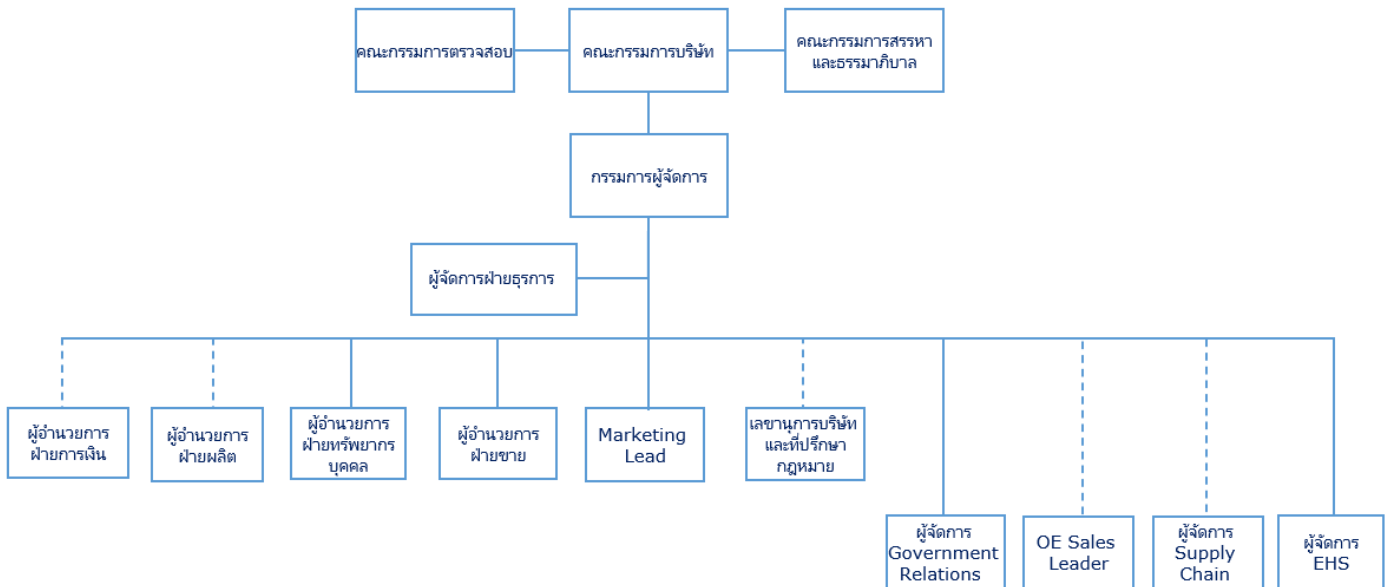 คณะกรรมการตรวจสอบ
คณะกรรมการบริษัท
คณะกรรมการสรรหา
และธรรมาภิบาล
กรรมการผู้จัดการ
ผู้จัดการฝ่ายธุรการ
ผู้อำนวยการ
ฝ่ายการเงิน
ผู้อำนวยการ
ฝ่ายผลิต
ผู้อำนวยการ
ฝ่ายทรัพยากร
บุคคล
ผู้อำนวยการ
ฝ่ายขาย
Marketing
Lead
เลขานุการบริษัท
และที่ปรึกษา
กฎหมาย
ผู้จัดการ
Government
Relations
OE Sales
Leader
ผู้จัดการ
Supply
Chain
ผู้จัดการ
EHS